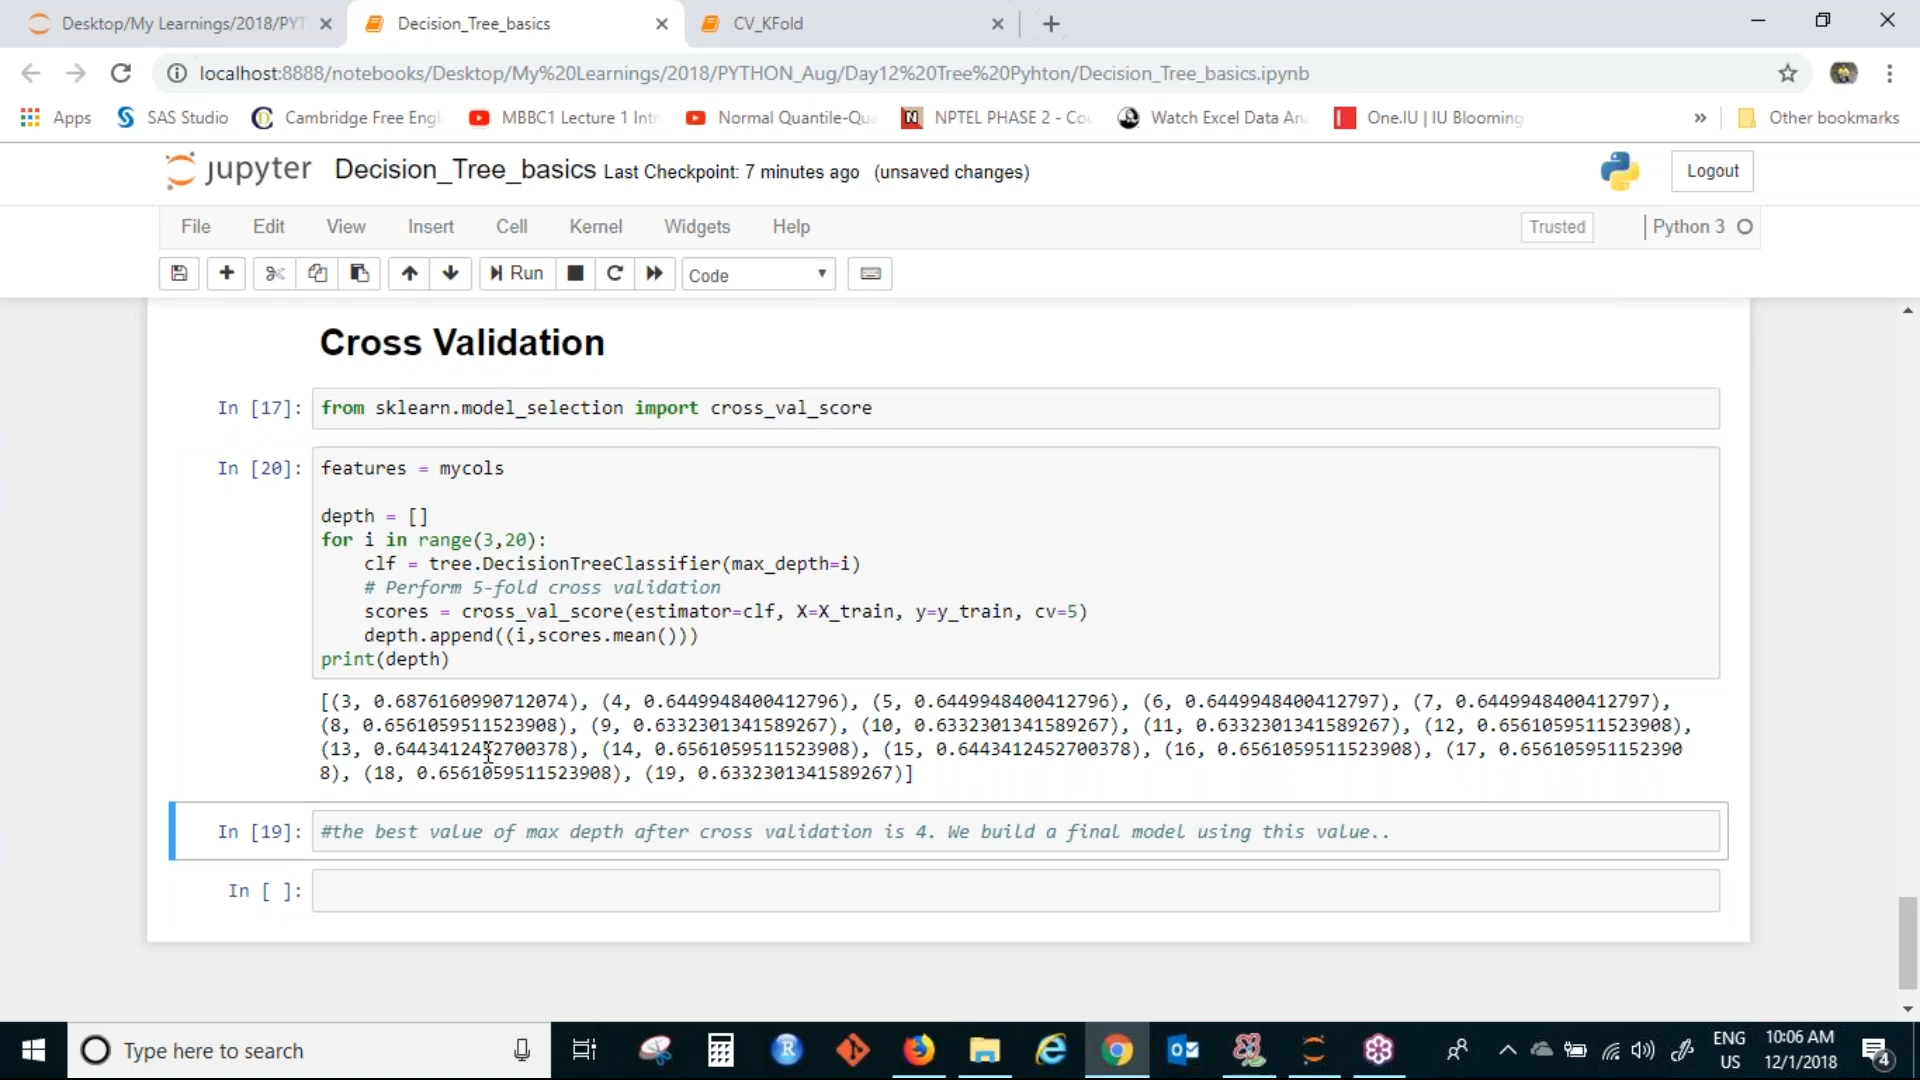 Desktop/My Learnings/2018/PYT
Decision_Tree_basics
CV_KFold
localhost:8888/notebooks/Desktop/My%20Learnings/2018/PYTHON_Aug/Day12%20Tree%20Pyhton/Decision_Tree_basics.ipynb
Apps SAS Studio Cambridge Free Engl MBBC1 Lecture 1 Intr Normal Quantile-Qua NPTEL PHASE 2 - Cou Watch Excel Data Ana One.IU | IU Blooming » Other bookmarks
jupyter Decision_Tree_basics Last Checkpoint: 7 minutes ago (unsaved changes) Logout
File Edit View Insert Cell Kernel Widgets Help Trusted Python 3
Run Code
Cross Validation
In [17]: from sklearn.model_selection import cross_val_score
In [20]: features = mycols
depth = []
for i in range(3,20):
clf = tree.DecisionTreeClassifier(max_depth=i)
# Perform 5-fold cross validation
scores = cross_val_score(estimator=clf, X=X_train, y=y_train, cv=5)
depth.append((i,scores.mean()))
print(depth)
[(3, 0.6876160990712074), (4, 0.6449948400412796), (5, 0.6449948400412796), (6, 0.6449948400412797), (7, 0.6449948400412797),
(8, 0.6561059511523908), (9, 0.6332301341589267), (10, 0.6332301341589267), (11, 0.6332301341589267), (12, 0.6561059511523908),
(13, 0.6443412452700378), (14, 0.6561059511523908), (15, 0.6443412452700378), (16, 0.6561059511523908), (17, 0.656105951152390
8), (18, 0.6561059511523908), (19, 0.6332301341589267)]
In [19]: #the best value of max depth after cross validation is 4. We build a final model using this value..
In [ ]:
Type here to search
ENG
US
10:06 AM
12/1/2018
4